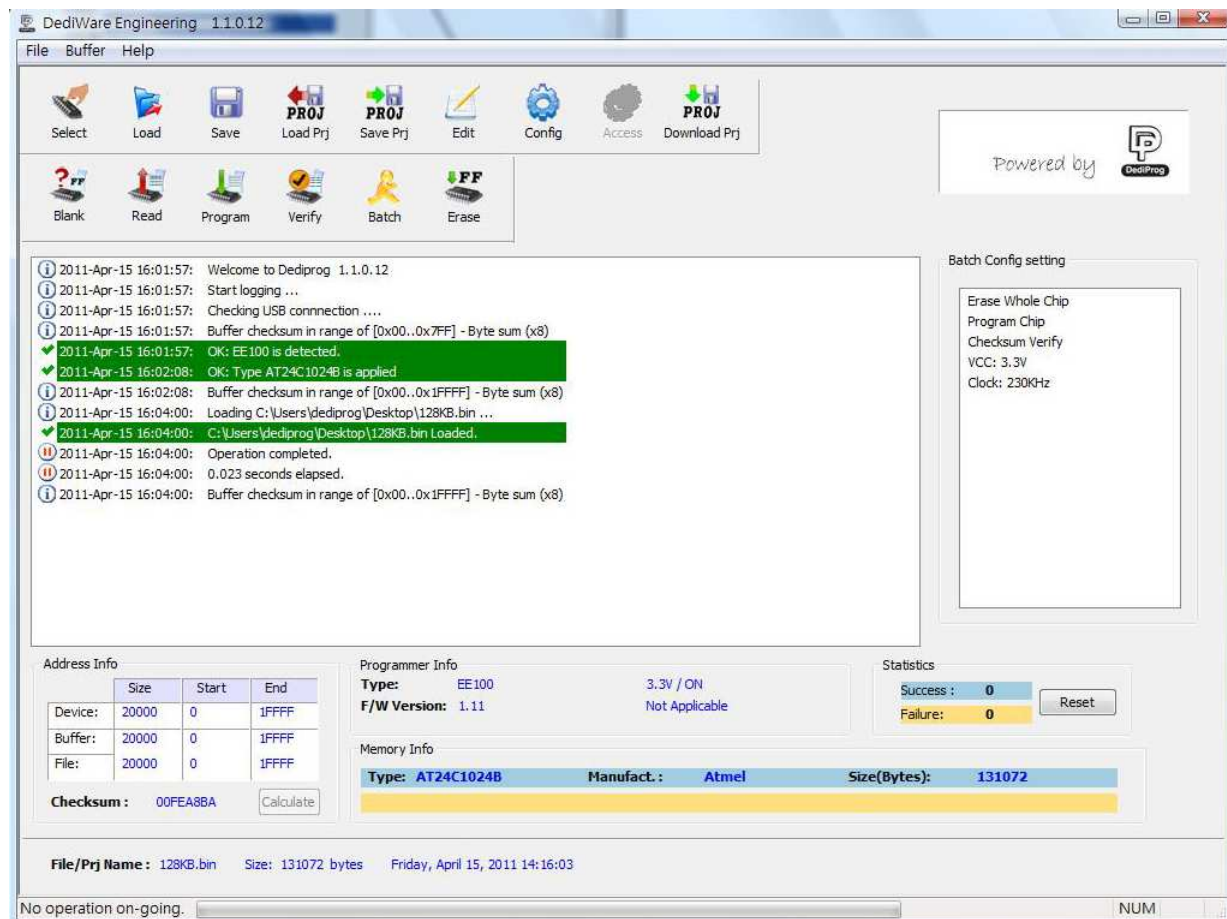 DediWare Engineering 1.1.0.12
File Buffer Help
PROJ PROJ PROJ
Select Load Save Load Prj Save Prj Edit Config Access Download Prj
?FF FF
Blank Read Program Verify Batch Erase
Powered by DediProg
2011-Apr-15 16:01:57: Welcome to Dediprog 1.1.0.12
2011-Apr-15 16:01:57: Start logging ...
2011-Apr-15 16:01:57: Checking USB connnection ....
2011-Apr-15 16:01:57: Buffer checksum in range of [0x00..0x7FF] - Byte sum (x8)
2011-Apr-15 16:01:57: OK: EE100 is detected.
2011-Apr-15 16:02:08: OK: Type AT24C1024B is applied
2011-Apr-15 16:02:08: Buffer checksum in range of [0x00..0x1FFFF] - Byte sum (x8)
2011-Apr-15 16:04:00: Loading C:\Users\dediprog\Desktop\128KB.bin ...
2011-Apr-15 16:04:00: C:\Users\dediprog\Desktop\128KB.bin Loaded.
2011-Apr-15 16:04:00: Operation completed.
2011-Apr-15 16:04:00: 0.023 seconds elapsed.
2011-Apr-15 16:04:00: Buffer checksum in range of [0x00..0x1FFFF] - Byte sum (x8)
Batch Config setting
Erase Whole Chip
Program Chip
Checksum Verify
VCC: 3.3V
Clock: 230KHz
Address Info
Size Start End
Device: 20000 0 1FFFF
Buffer: 20000 0 1FFFF
File: 20000 0 1FFFF
Checksum : 00FEA8BA Calculate
Programmer Info
Type: EE100 3.3V / ON
F/W Version: 1.11 Not Applicable
Statistics
Success : 0
Failure: 0
Reset
Memory Info
Type: AT24C1024B Manufact. : Atmel Size(Bytes): 131072
File/Prj Name : 128KB.bin Size: 131072 bytes Friday, April 15, 2011 14:16:03
No operation on-going. NUM